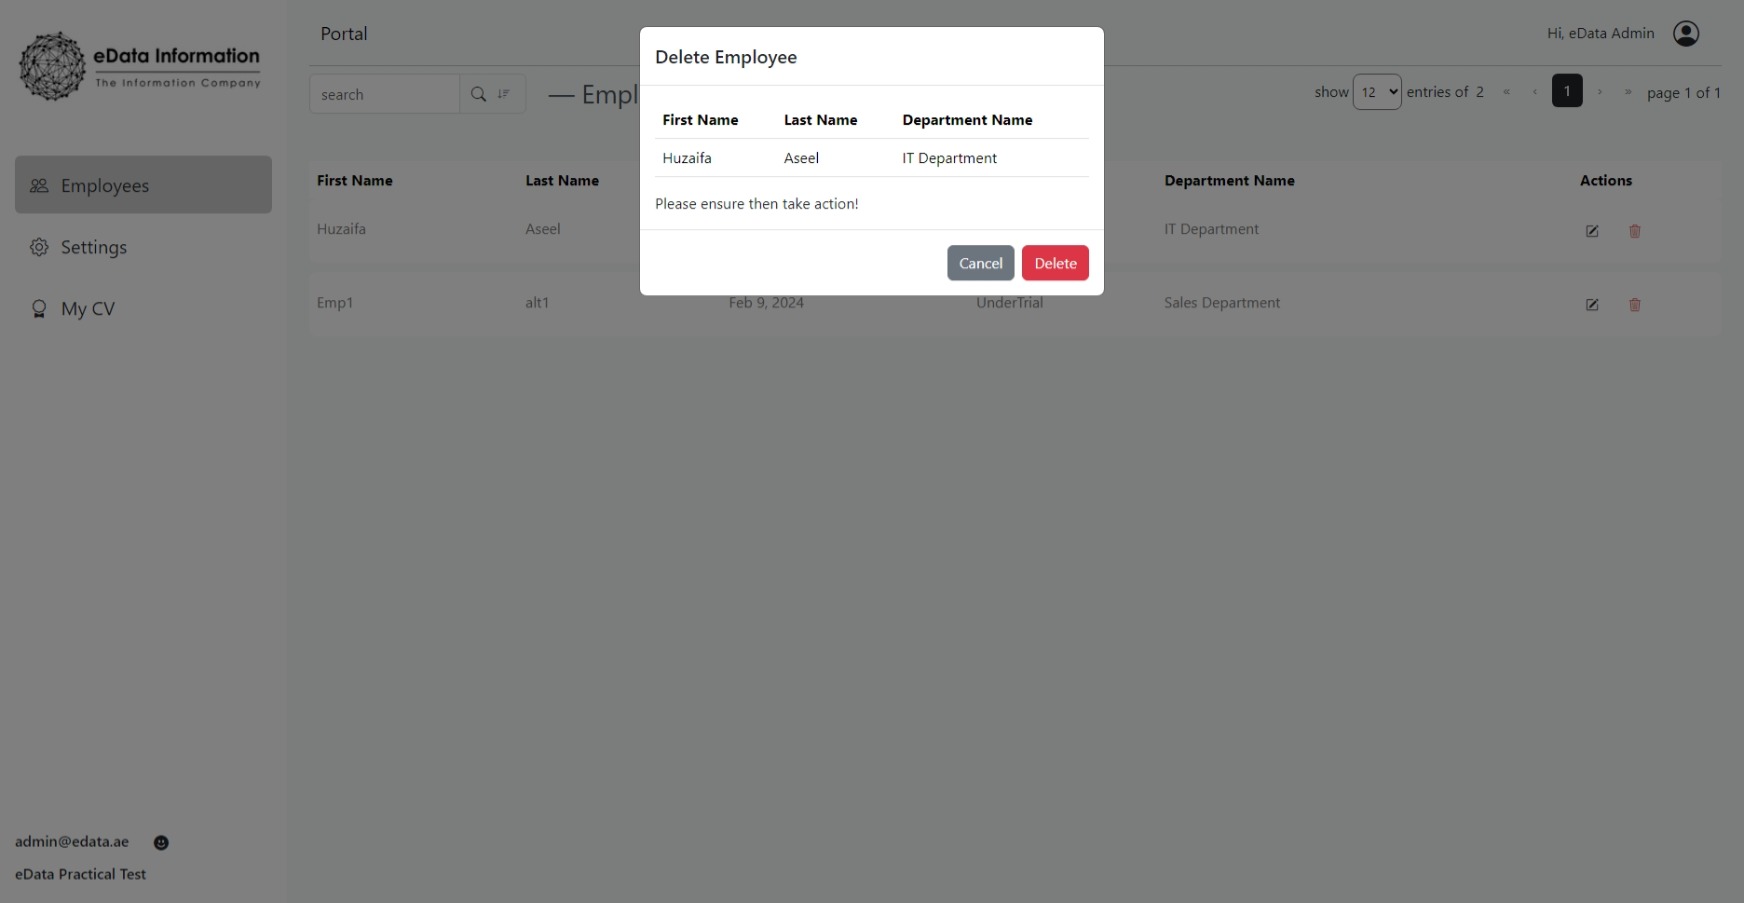 eData Information
The Information Company
Employees
Settings
My CV
admin@edata.ae
eData Practical Test
Portal
Hi, eData Admin
search
— Empl
show 12 entries of 2 « ‹ 1 › » page 1 of 1
First Name Last Name Department Name Actions
Huzaifa Aseel IT Department
Emp1 alt1 Feb 9, 2024 UnderTrial Sales Department
Delete Employee
First Name Last Name Department Name
Huzaifa Aseel IT Department
Please ensure then take action!
Cancel Delete